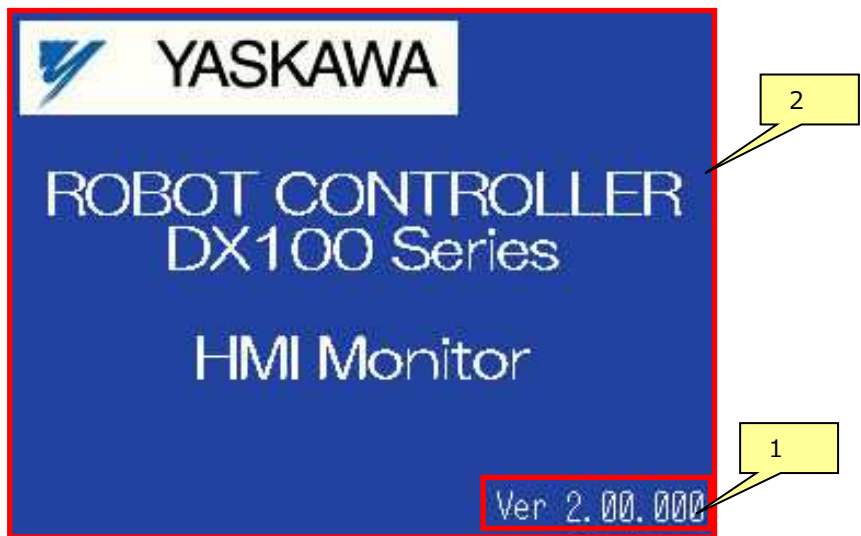 YASKAWA
2
ROBOT CONTROLLER
DX100 Series
HMI Monitor
1
Ver 2.00.000